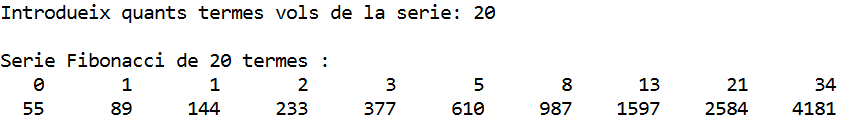 Introdueix quants termes vols de la serie: 20
Serie Fibonacci de 20 termes :
0 1 1 2 3 5 8 13 21 34
55 89 144 233 377 610 987 1597 2584 4181